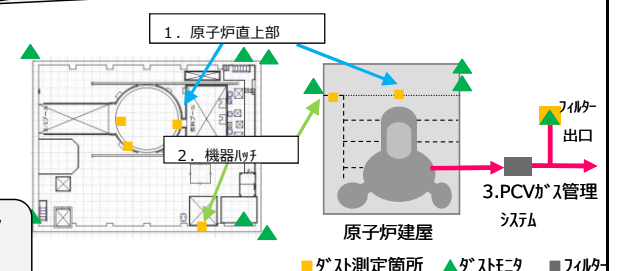 1．原子炉直上部
2．機器ﾊｯﾁ
ﾌｨﾙﾀｰ
出口
3.PCVｶﾞｽ管理
ｼｽﾃﾑ
原子炉建屋
■ﾀﾞｽﾄ測定箇所 ▲ﾀﾞｽﾄﾓﾆﾀ ■ﾌｨﾙﾀｰ